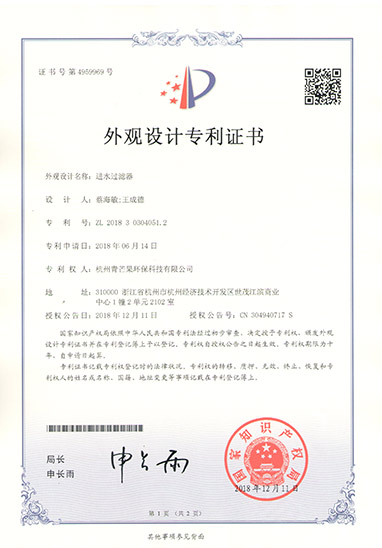 证书号第4959969号
外观设计专利证书
外观设计名称：进水过滤器
设 计 人：蔡海敏;王成德
专 利 号：ZL 2018 3 0304051.2
专利申请日：2018年06月14日
专 利 权 人：杭州青芒果环保科技有限公司
地 址：310000 浙江省杭州市杭州经济技术开发区世茂江滨商业
中心1幢2单元2102室
授权公告日：2018年12月11日 授权公告号：CN 304940717 S
国家知识产权局依照中华人民共和国专利法经过初步审查，决定授予专利权，颁发外观
设计专利证书并在专利登记簿上予以登记。专利权自授权公告之日起生效。专利权期限为十
年，自申请日起算。
专利证书记载专利权登记时的法律状况。专利权的转移、质押、无效、终止、恢复和专
利权人的姓名或名称、国籍、地址变更等事项记载在专利登记簿上。
局长
申长雨
申长雨
国家知识产权局
2018年12月11日
第 1 页（共 2 页）
其他事项参见背面